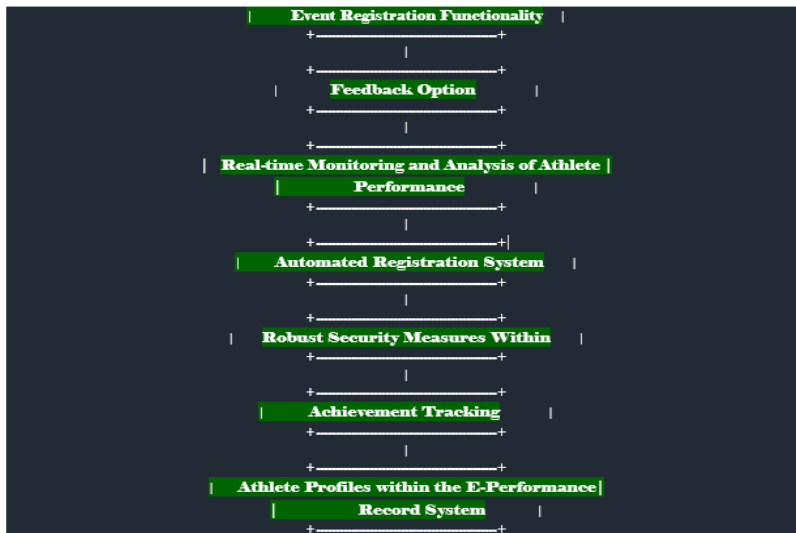 | Event Registration Functionality |
+----------------------------+
|
+----------------------------+
| Feedback Option |
+----------------------------+
|
+----------------------------+
| Real-time Monitoring and Analysis of Athlete |
| Performance |
+----------------------------+
|
+----------------------------+|
| Automated Registration System |
+----------------------------+
|
+----------------------------+
| Robust Security Measures Within |
+----------------------------+
|
+----------------------------+
| Achievement Tracking |
+----------------------------+
|
+----------------------------+
| Athlete Profiles within the E-Performance|
| Record System |
+----------------------------+